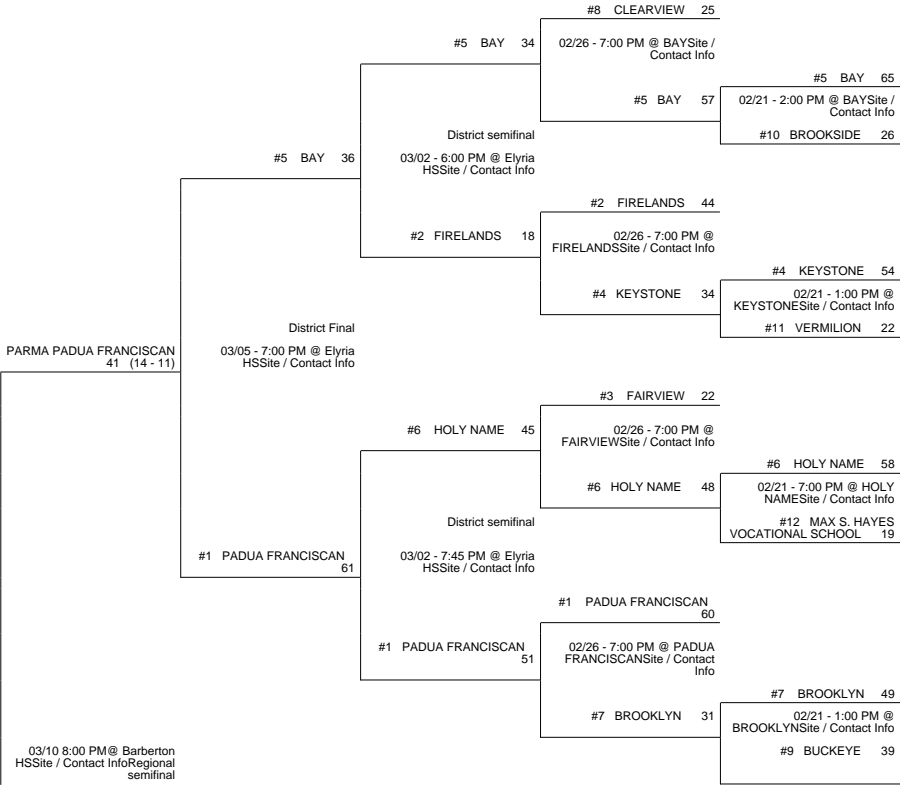 #8 CLEARVIEW 25
#5 BAY 34
02/26 - 7:00 PM @ BAYSite /
Contact Info
#5 BAY 65
#5 BAY 57
02/21 - 2:00 PM @ BAYSite /
Contact Info
District semifinal
#10 BROOKSIDE 26
#5 BAY 36
03/02 - 6:00 PM @ Elyria
HSSite / Contact Info
#2 FIRELANDS 44
#2 FIRELANDS 18
02/26 - 7:00 PM @
FIRELANDSSite / Contact Info
#4 KEYSTONE 54
#4 KEYSTONE 34
02/21 - 1:00 PM @
KEYSTONESite / Contact Info
District Final
#11 VERMILION 22
PARMA PADUA FRANCISCAN
41 (14 - 11)
03/05 - 7:00 PM @ Elyria
HSSite / Contact Info
#3 FAIRVIEW 22
#6 HOLY NAME 45
02/26 - 7:00 PM @
FAIRVIEWSite / Contact Info
#6 HOLY NAME 58
#6 HOLY NAME 48
02/21 - 7:00 PM @ HOLY
NAMESite / Contact Info
District semifinal
#12 MAX S. HAYES
VOCATIONAL SCHOOL 19
#1 PADUA FRANCISCAN
61
03/02 - 7:45 PM @ Elyria
HSSite / Contact Info
#1 PADUA FRANCISCAN
60
#1 PADUA FRANCISCAN
51
02/26 - 7:00 PM @ PADUA
FRANCISCANSite / Contact
Info
#7 BROOKLYN 49
#7 BROOKLYN 31
02/21 - 1:00 PM @
BROOKLYNSite / Contact Info
#9 BUCKEYE 39
03/10 8:00 PM@ Barberton
HSSite / Contact InfoRegional
semifinal